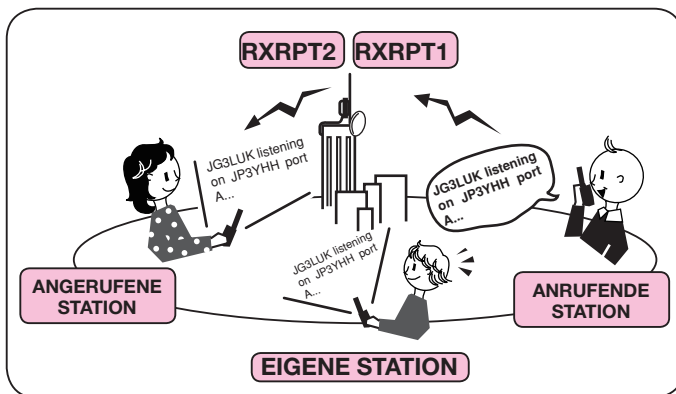 RXRPT2
RXRPT1
JG3LUK listening
on JP3YHH port
A...
JG3LUK listening
on JP3YHH port
A...
JG3LUK listening
on JP3YHH port
A...
ANGERUFENE
STATION
ANRUFENDE
STATION
EIGENE STATION